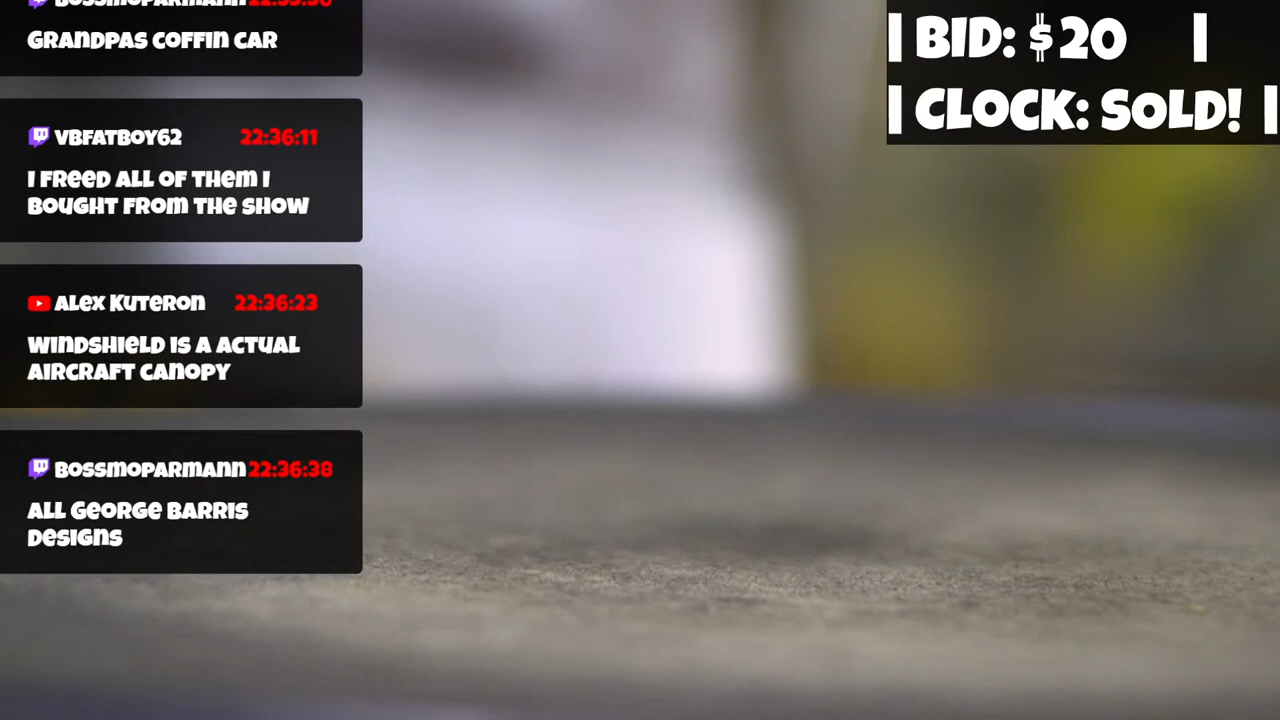 BOSSMOPARMANN
GRANDPAS COFFIN CAR
VBFATBOY62 22:36:11
I FREED ALL OF THEM I
BOUGHT FROM THE SHOW
ALEX KUTERON 22:36:23
WINDSHIELD IS A ACTUAL
AIRCRAFT CANOPY
BOSSMOPARMANN 22:36:38
ALL GEORGE BARRIS
DESIGNS
| BID: $20 |
| CLOCK: SOLD! |